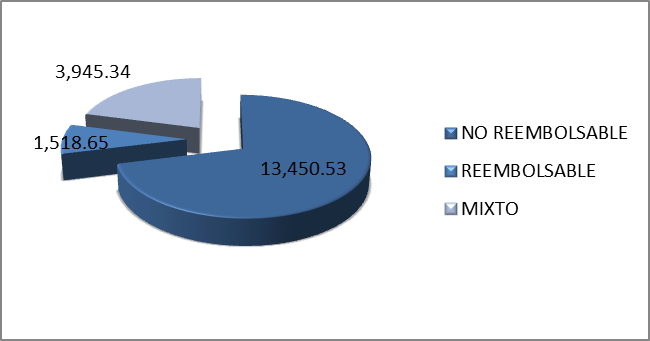 3,945.34
1,518.65
13,450.53
NO REEMBOLSABLE
REEMBOLSABLE
MIXTO